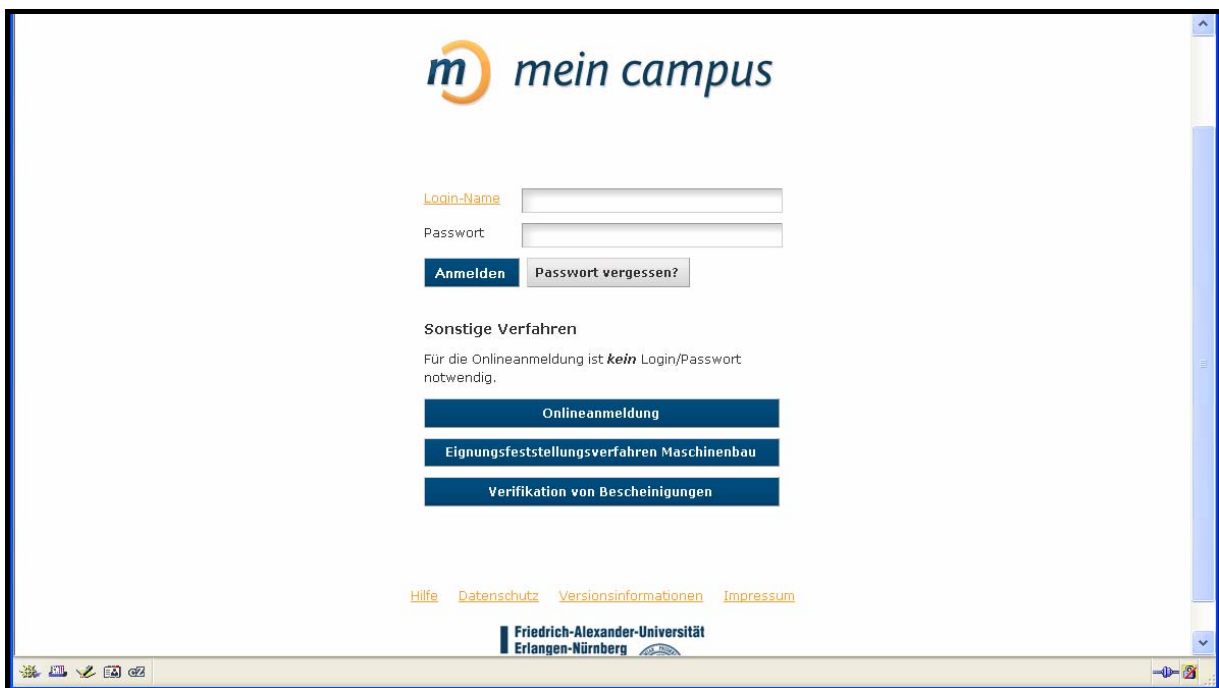 m mein campus
Login-Name
Passwort
Anmelden Passwort vergessen?
Sonstige Verfahren
Für die Onlineanmeldung ist kein Login/Passwort
notwendig.
Onlineanmeldung
Eignungsfeststellungsverfahren Maschinenbau
Verifikation von Bescheinigungen
Hilfe Datenschutz Versionsinformationen Impressum
Friedrich-Alexander-Universität
Erlangen-Nürnberg